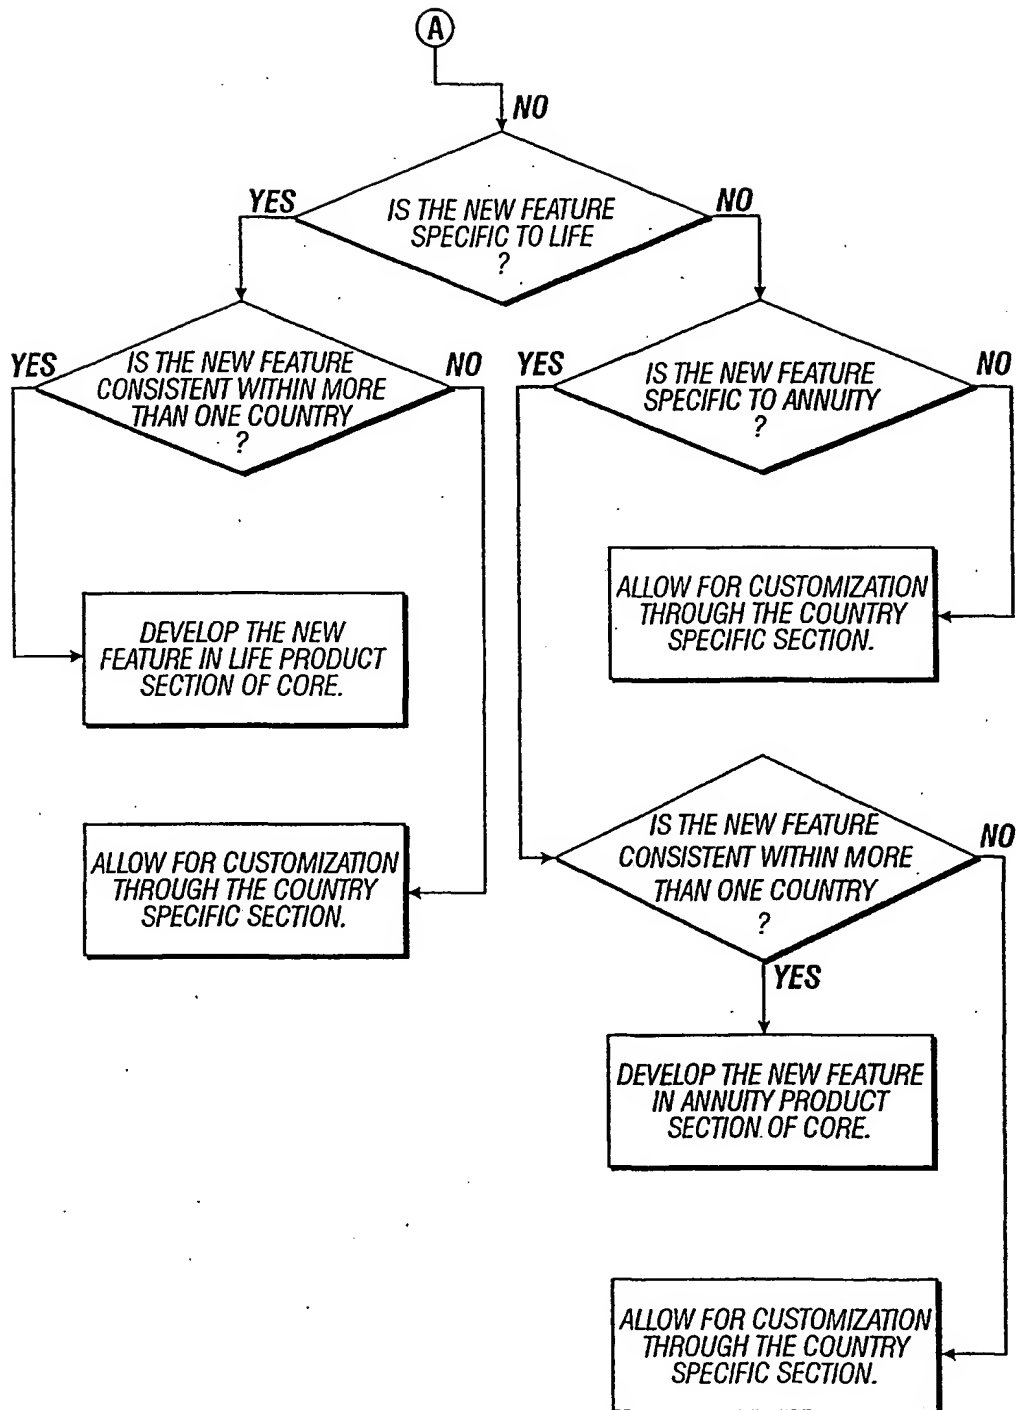 A
NO
YES
NO
IS THE NEW FEATURE
SPECIFIC TO LIFE
?
YES
IS THE NEW FEATURE
CONSISTENT WITHIN MORE
THAN ONE COUNTRY
?
NO
YES
IS THE NEW FEATURE
SPECIFIC TO ANNUITY
?
NO
ALLOW FOR CUSTOMIZATION
THROUGH THE COUNTRY
SPECIFIC SECTION.
DEVELOP THE NEW
FEATURE IN LIFE PRODUCT
SECTION OF CORE.
ALLOW FOR CUSTOMIZATION
THROUGH THE COUNTRY
SPECIFIC SECTION.
IS THE NEW FEATURE
CONSISTENT WITHIN MORE
THAN ONE COUNTRY
?
NO
YES
DEVELOP THE NEW FEATURE
IN ANNUITY PRODUCT
SECTION OF CORE.
ALLOW FOR CUSTOMIZATION
THROUGH THE COUNTRY
SPECIFIC SECTION.